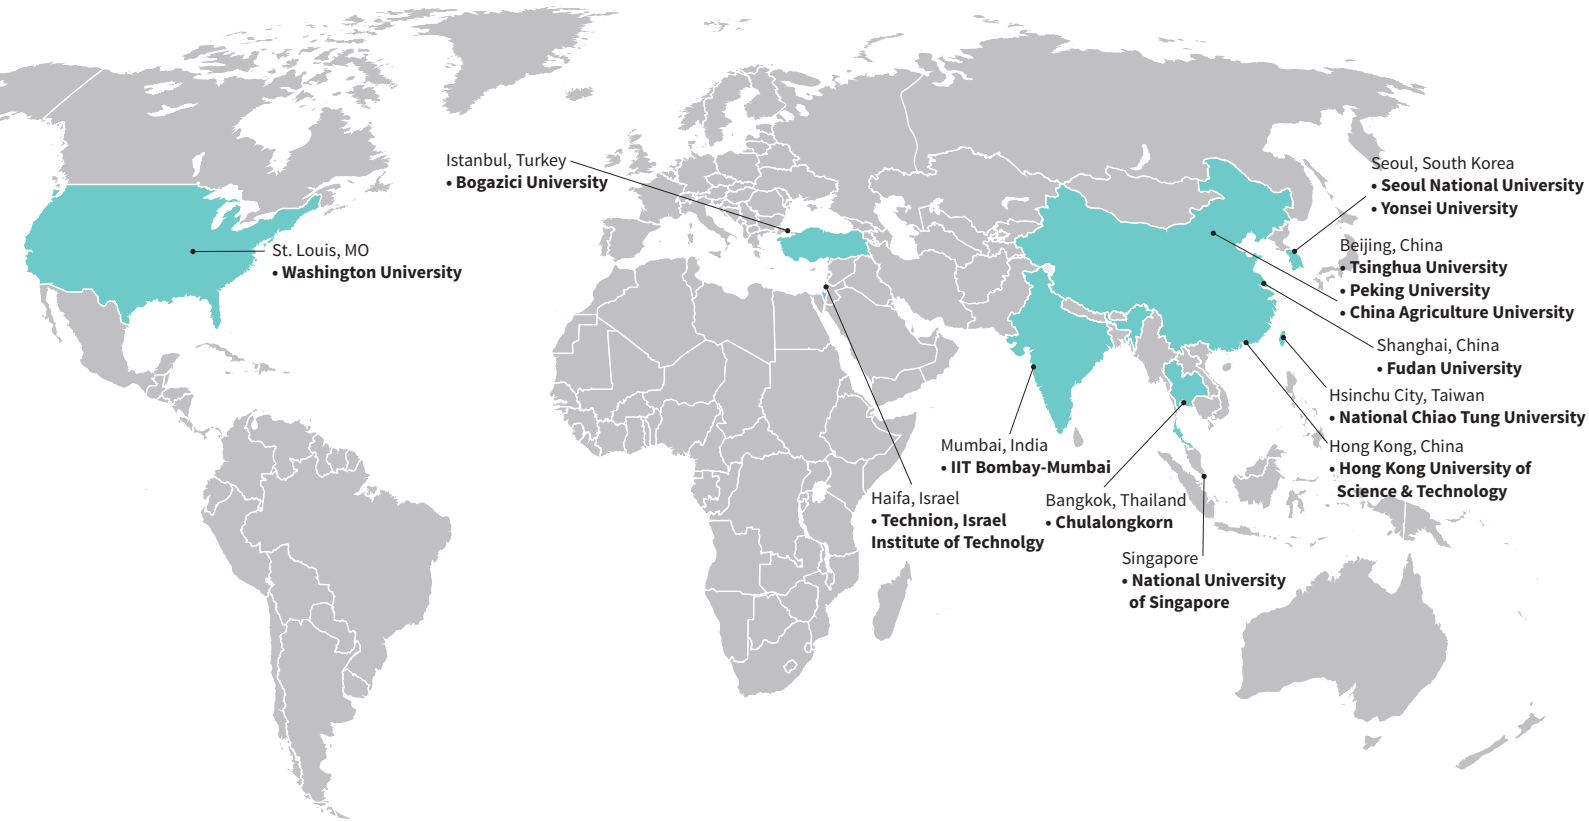 Istanbul, Turkey
• Bogazici University
St. Louis, MO
• Washington University
Seoul, South Korea
• Seoul National University
• Yonsei University
Beijing, China
• Tsinghua University
• Peking University
• China Agriculture University
Shanghai, China
• Fudan University
Hsinchu City, Taiwan
• National Chiao Tung University
Hong Kong, China
• Hong Kong University of
Science & Technology
Mumbai, India
• IIT Bombay-Mumbai
Haifa, Israel
• Technion, Israel
Institute of Technolgy
Bangkok, Thailand
• Chulalongkorn
Singapore
• National University
of Singapore